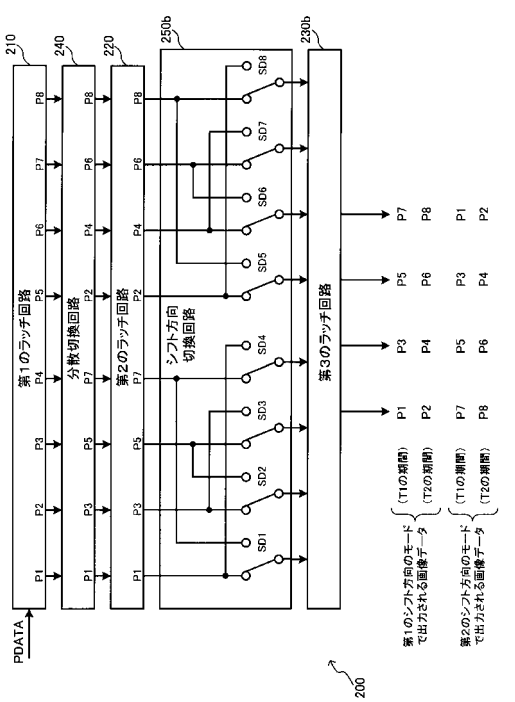 210
240
220
250b
230b
PDATA
第1のラッチ回路
P1 P2 P3 P4 P5 P6 P7 P8
分散切換回路
P1 P3 P5 P7 P2 P4 P6 P8
第2のラッチ回路
P1 P3 P5 P7 P2 P4 P6 P8
シフト方向
切換回路
SD1 SD2 SD3 SD4 SD5 SD6 SD7 SD8
第3のラッチ回路
200
第1のシフト方向のモード
で出力される画像データ
(T1の期間) P1 P3 P5 P7
(T2の期間) P2 P4 P6 P8
第2のシフト方向のモード
で出力される画像データ
(T1の期間) P7 P5 P3 P1
(T2の期間) P8 P6 P4 P2